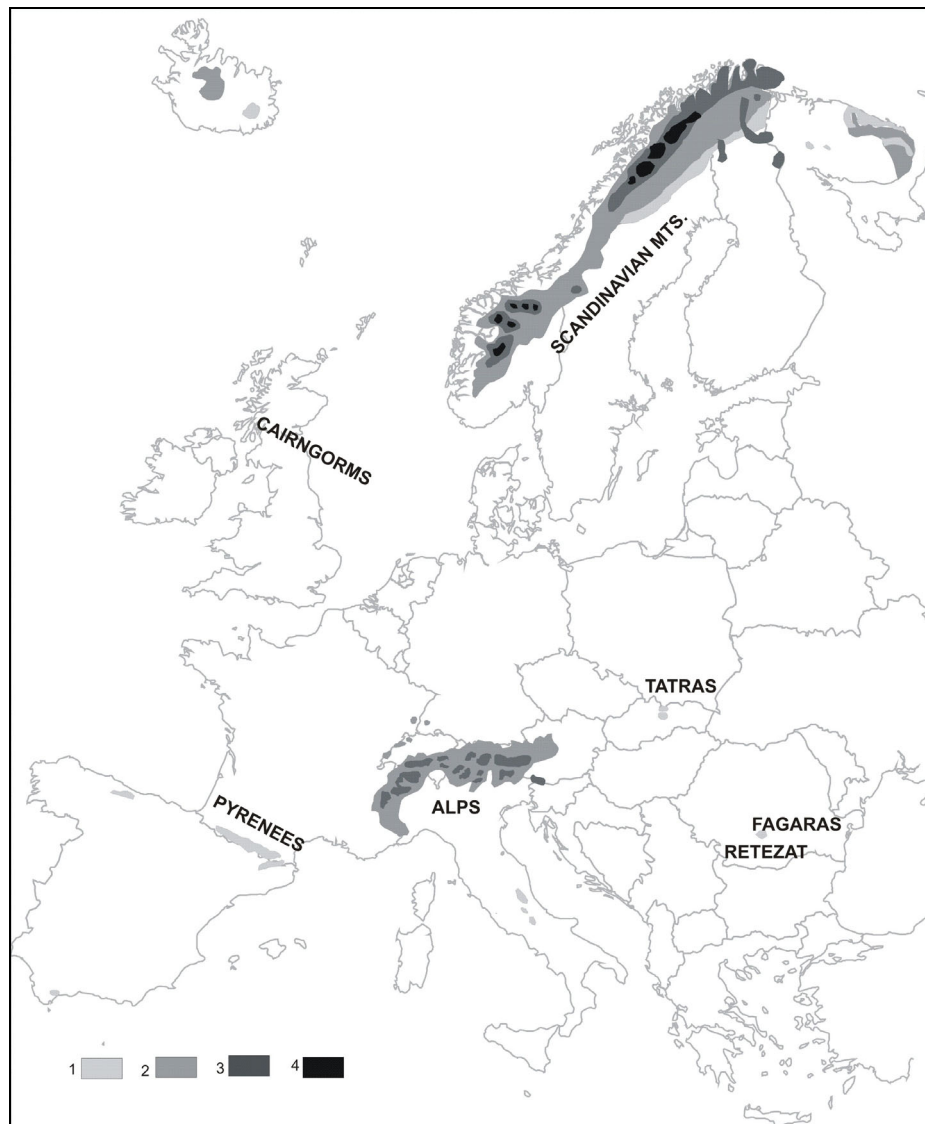 SCANDINAVIAN MTS.
CAIRNGORMS
TATRAS
PYRENEES
ALPS
FAGARAS
RETEZAT
1 2 3 4